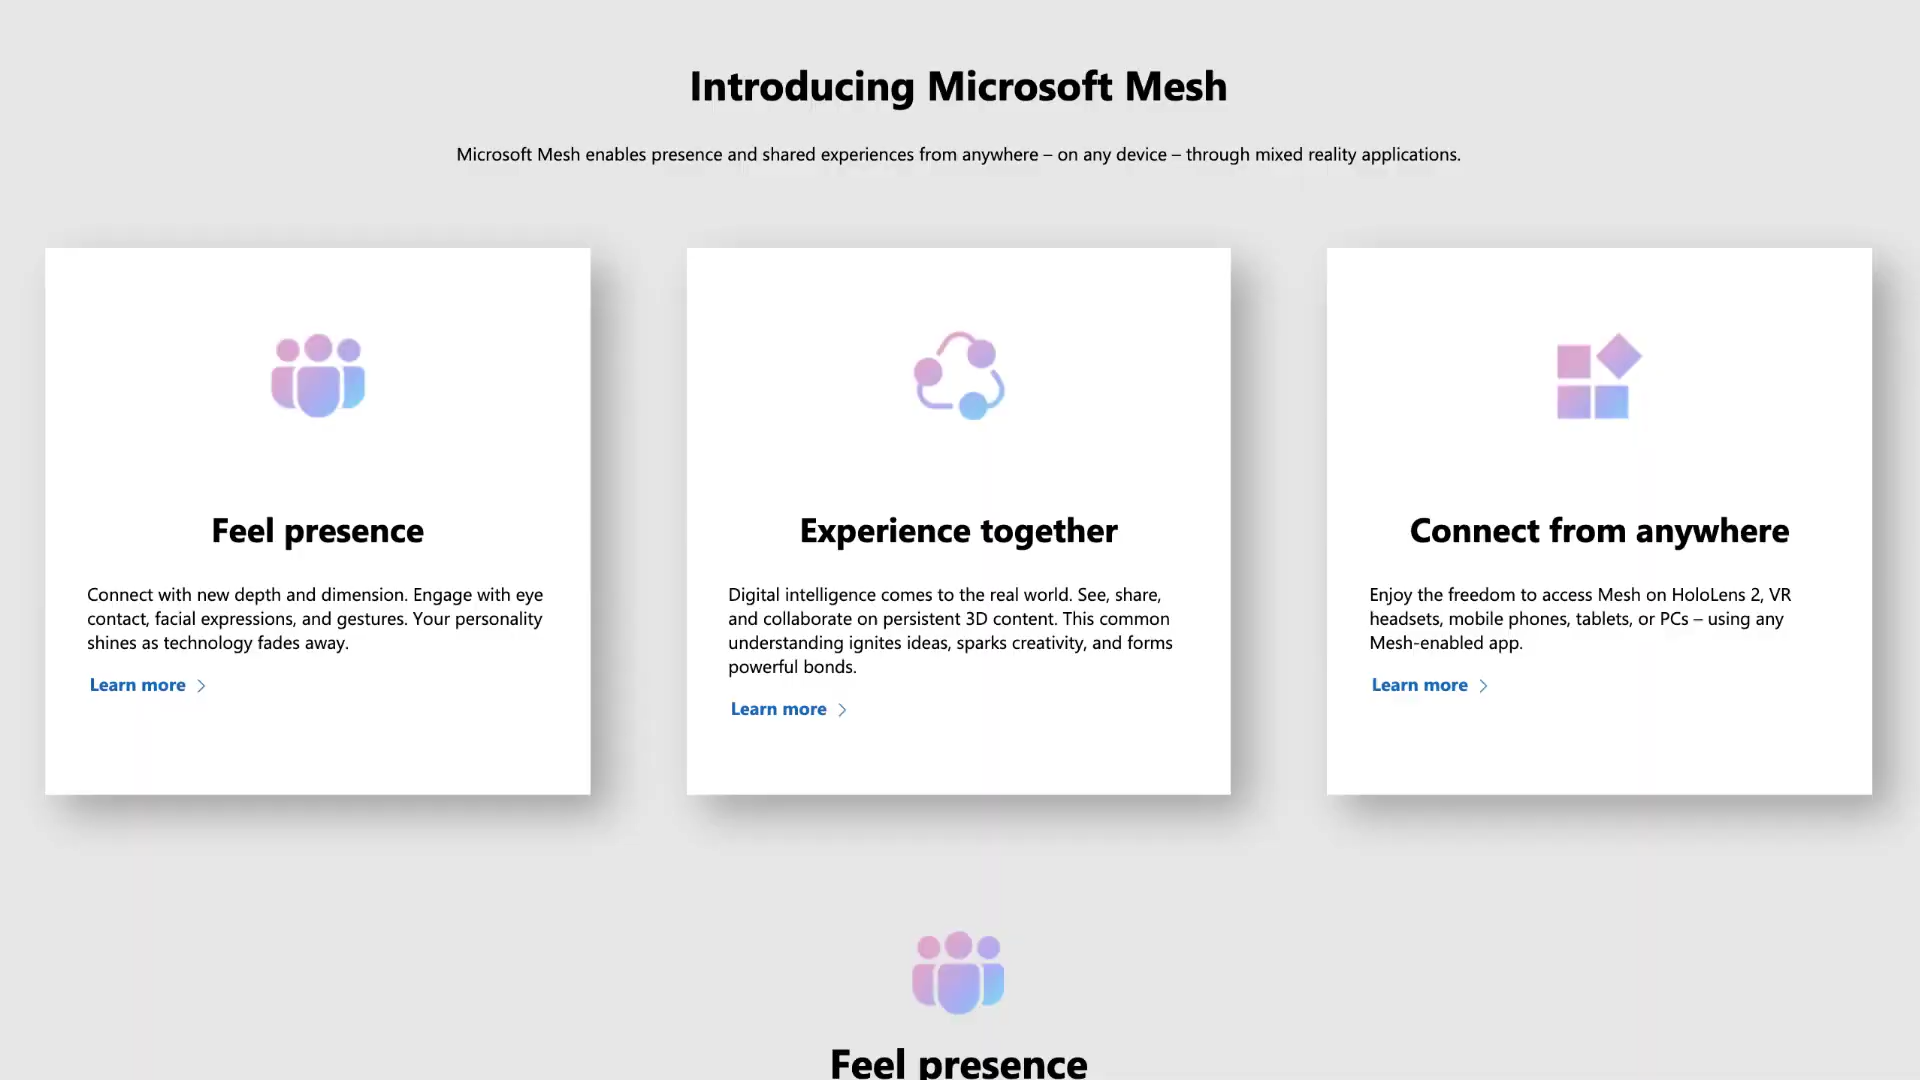 Introducing Microsoft Mesh
Microsoft Mesh enables presence and shared experiences from anywhere – on any device – through mixed reality applications.
Feel presence
Connect with new depth and dimension. Engage with eye
contact, facial expressions, and gestures. Your personality
shines as technology fades away.
Learn more
Experience together
Digital intelligence comes to the real world. See, share,
and collaborate on persistent 3D content. This common
understanding ignites ideas, sparks creativity, and forms
powerful bonds.
Learn more
Connect from anywhere
Enjoy the freedom to access Mesh on HoloLens 2, VR
headsets, mobile phones, tablets, or PCs – using any
Mesh-enabled app.
Learn more
Feel presence